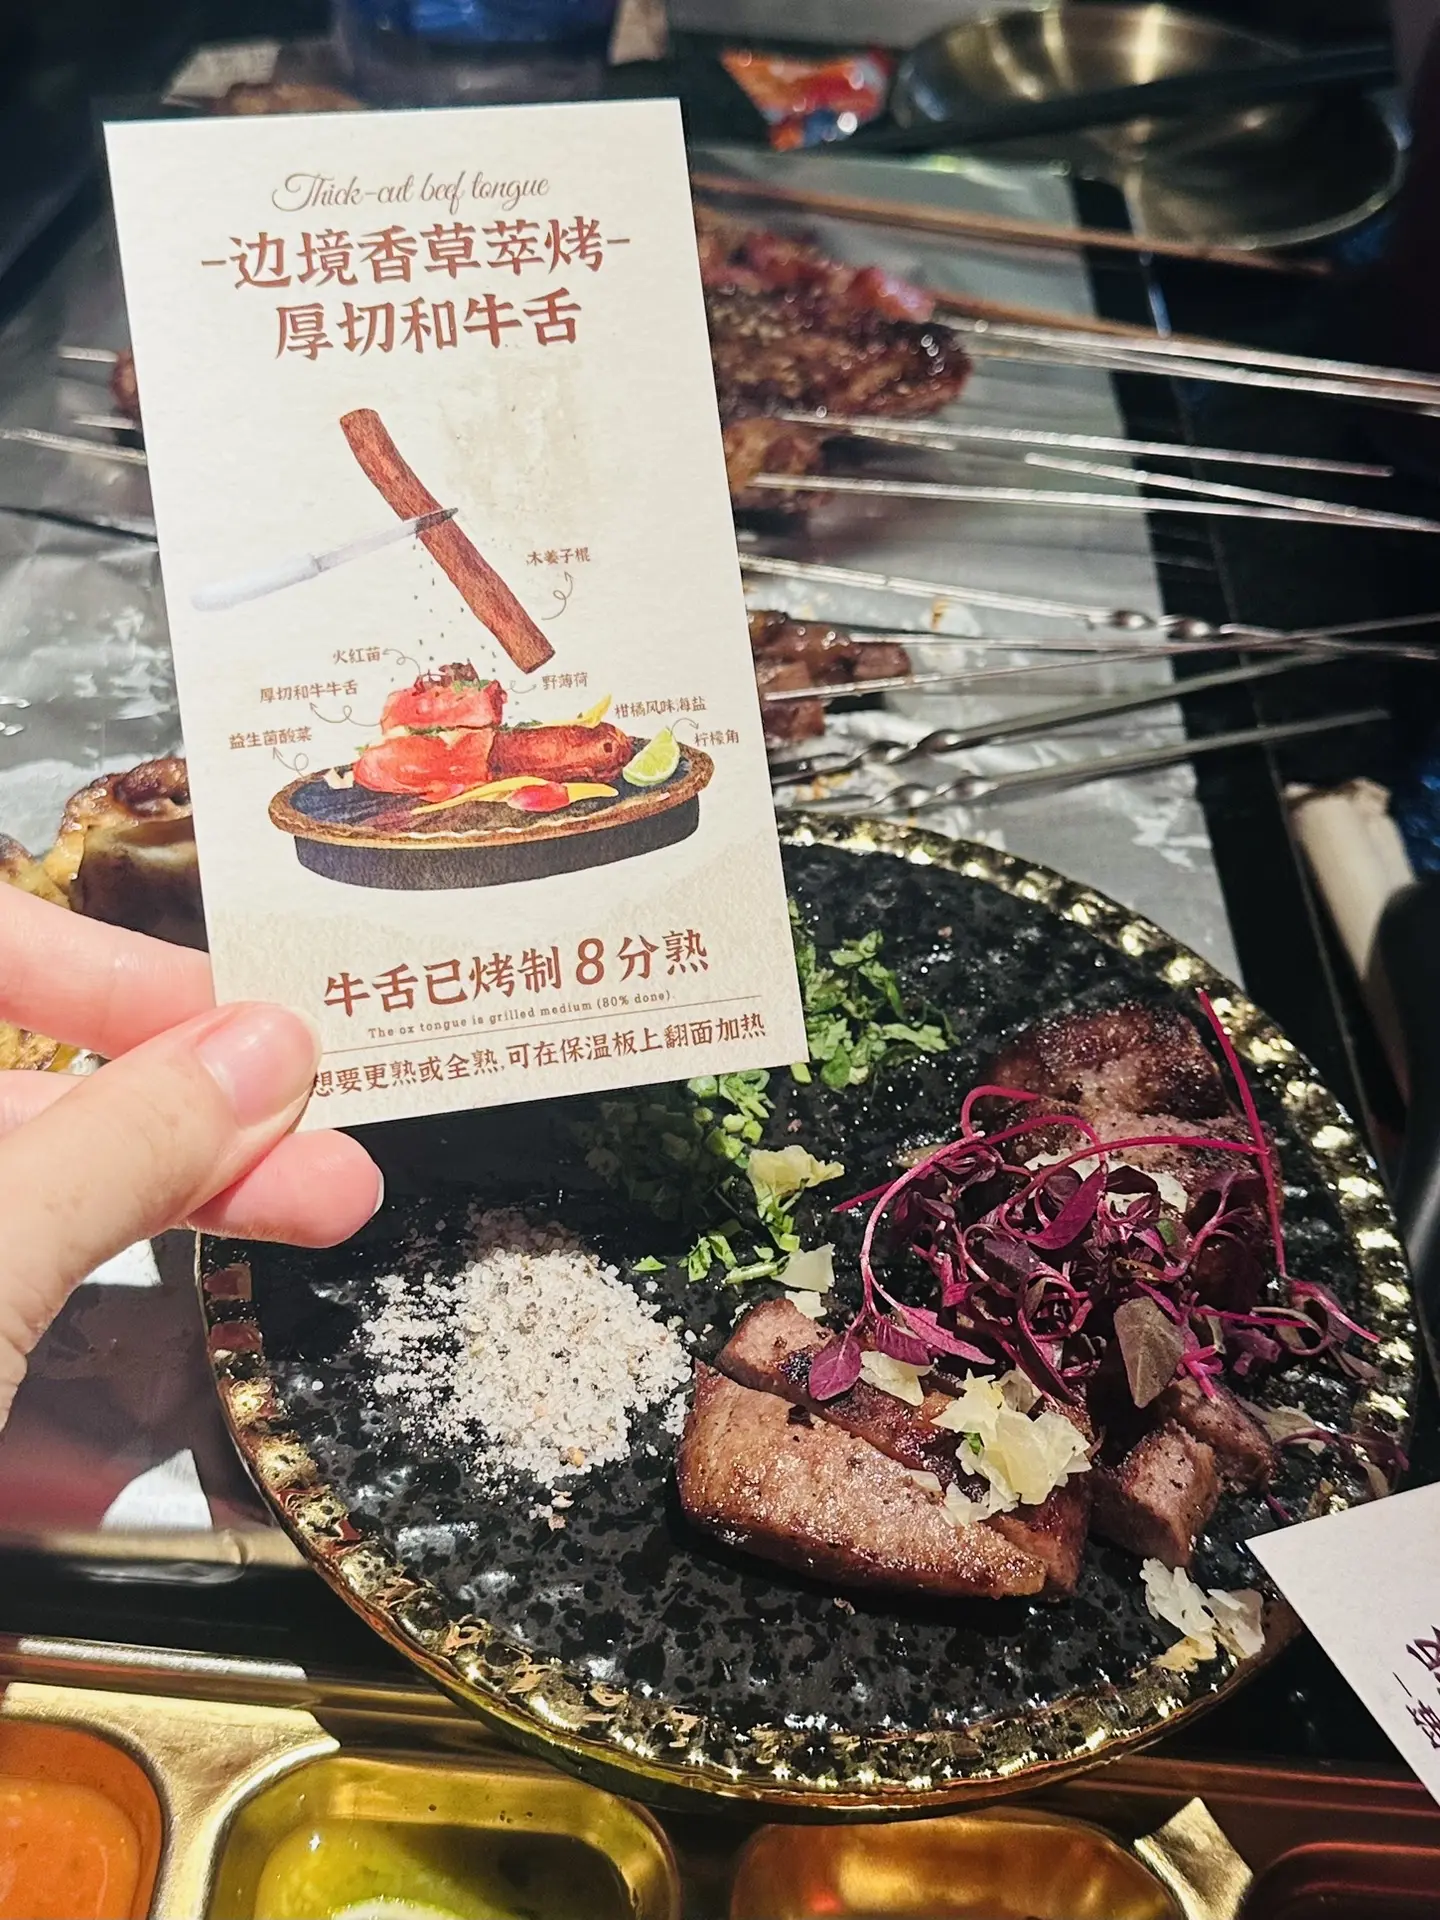 Thick-cut beef tongue
-边境香草萃烤-
厚切和牛舌
木姜子棍
火红苗
厚切和牛牛舌
野薄荷
柑橘风味海盐
益生菌酸菜
柠檬角
牛舌已烤制8分熟
The ox tongue is grilled medium (80% done).
想要更熟或全熟,可在保温板上翻面加热